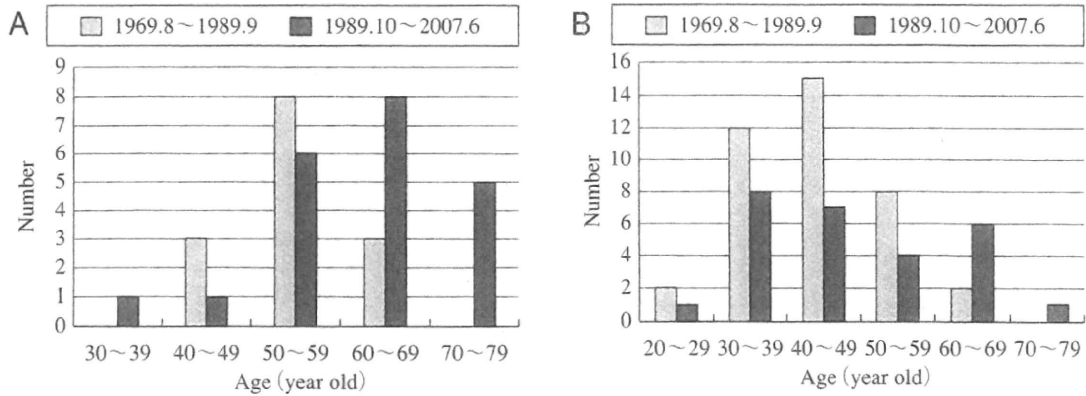 A
1969.8～1989.9 1989.10～2007.6
9
8
7
6
5
4
3
2
1
0
Number
30～39 40～49 50～59 60～69 70～79
Age (year old)
B
1969.8～1989.9 1989.10～2007.6
16
14
12
10
8
6
4
2
0
Number
20～29 30～39 40～49 50～59 60～69 70～79
Age (year old)